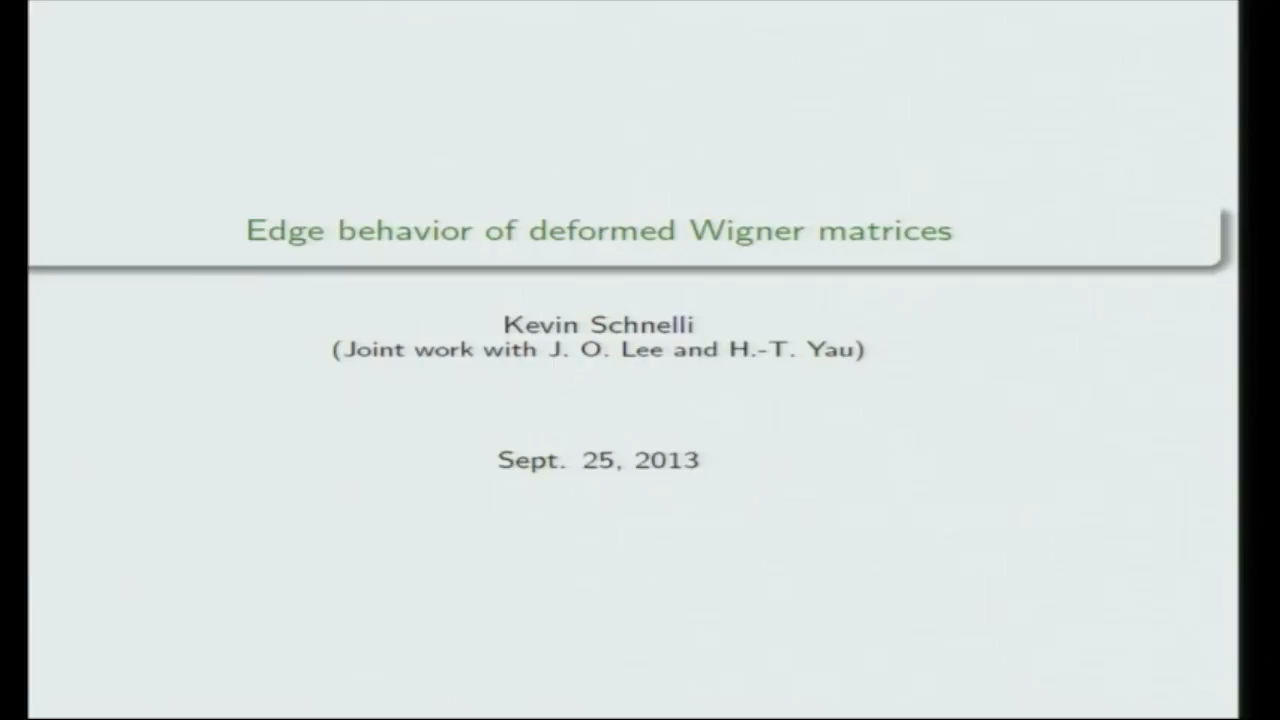 Edge behavior of deformed Wigner matrices
Kevin Schnelli
(Joint work with J. O. Lee and H.-T. Yau)
Sept. 25, 2013